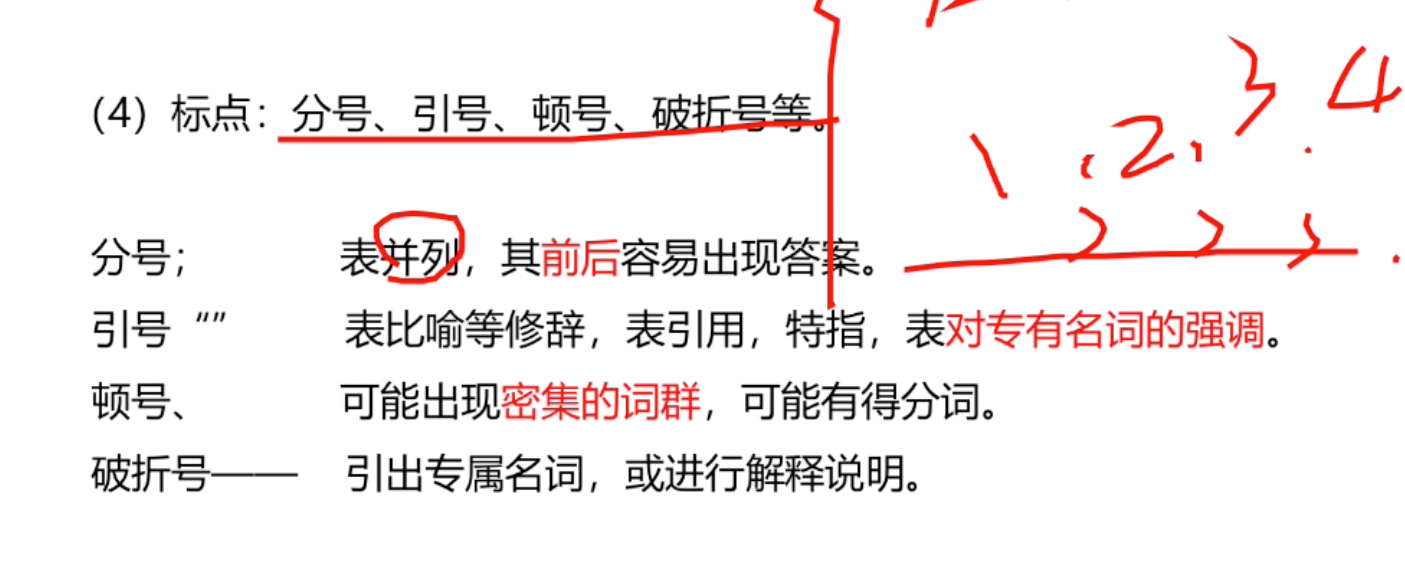 (4) 标点：分号、引号、顿号、破折号等。
3 4
1 . 2 .
分号； 表并列，其前后容易出现答案。
引号“” 表比喻等修辞，表引用，特指，表对专有名词的强调。
顿号、 可能出现密集的词群，可能有得分词。
破折号—— 引出专属名词，或进行解释说明。